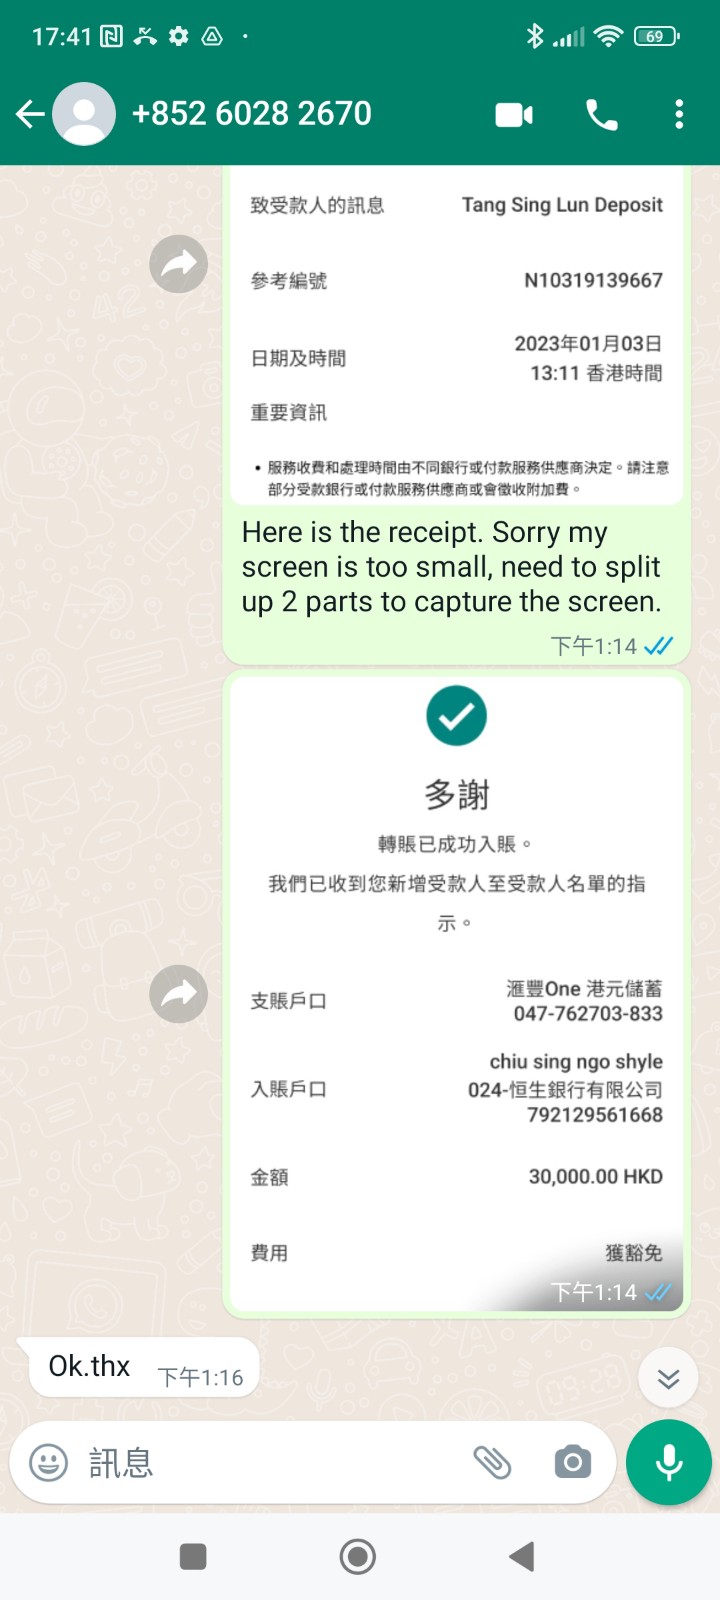 17:41
69
+852 6028 2670
致受款人的訊息 Tang Sing Lun Deposit
參考編號 N10319139667
日期及時間 2023年01月03日
13:11 香港時間
重要資訊
• 服務收費和處理時間由不同銀行或付款服務供應商決定。請注意
部分受款銀行或付款服務供應商或會徵收附加費。
Here is the receipt. Sorry my
screen is too small, need to split
up 2 parts to capture the screen.
下午1:14
多謝
轉賬已成功入賬。
我們已收到您新增受款人至受款人名單的指
示。
支賬戶口 滙豐One 港元儲蓄
047-762703-833
入賬戶口 chiu sing ngo shyle
024-恒生銀行有限公司
792129561668
金額 30,000.00 HKD
費用 獲豁免
下午1:14
Ok.thx 下午1:16
訊息